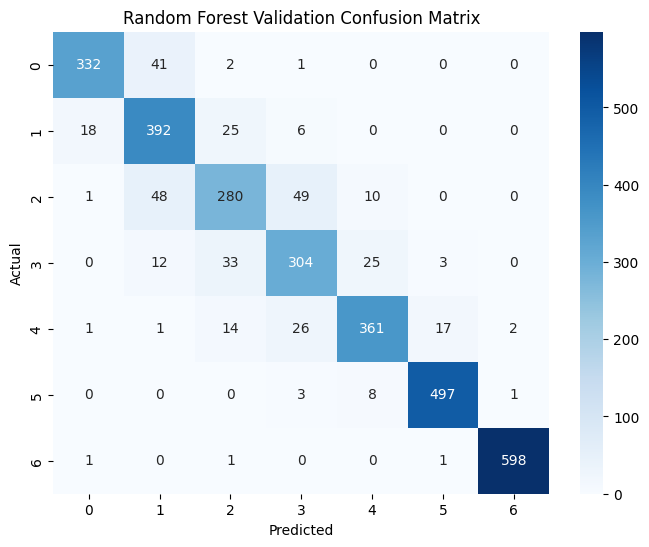 Random Forest Validation Confusion Matrix
0 332 41 2 1 0 0 0
1 18 392 25 6 0 0 0
2 1 48 280 49 10 0 0
3 0 12 33 304 25 3 0
4 1 1 14 26 361 17 2
5 0 0 0 3 8 497 1
6 1 0 1 0 0 1 598
0 1 2 3 4 5 6
Actual
Predicted
500
400
300
200
100
0